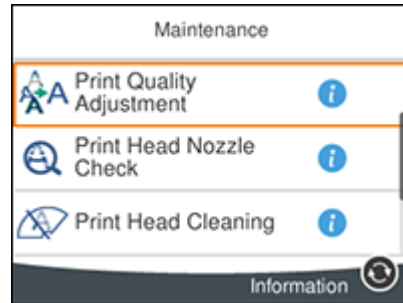 Maintenance
Print Quality
Adjustment
Print Head Nozzle
Check
Print Head Cleaning
Information